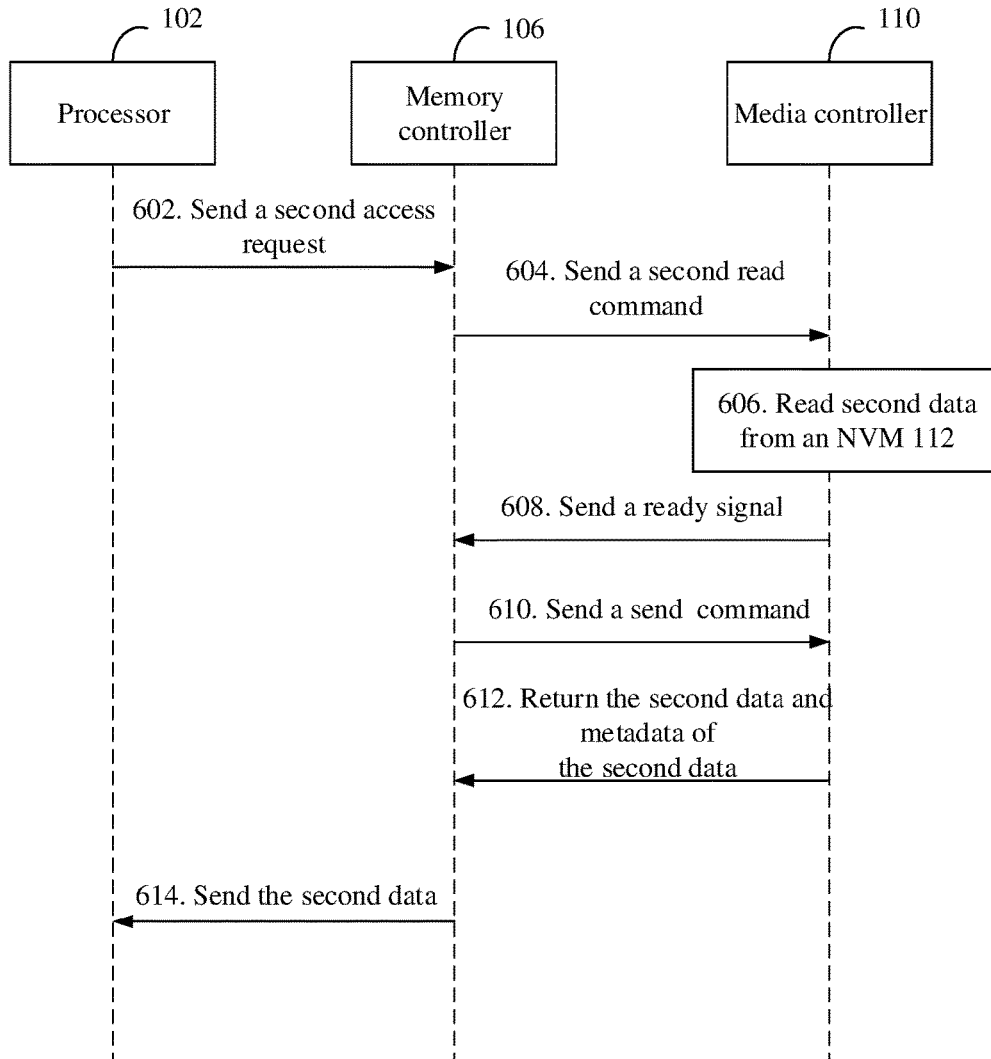 102
106
110
Processor
Memory
controller
Media controller
602. Send a second access
request
604. Send a second read
command
606. Read second data
from an NVM 112
608. Send a ready signal
610. Send a send command
612. Return the second data and
metadata of
the second data
614. Send the second data